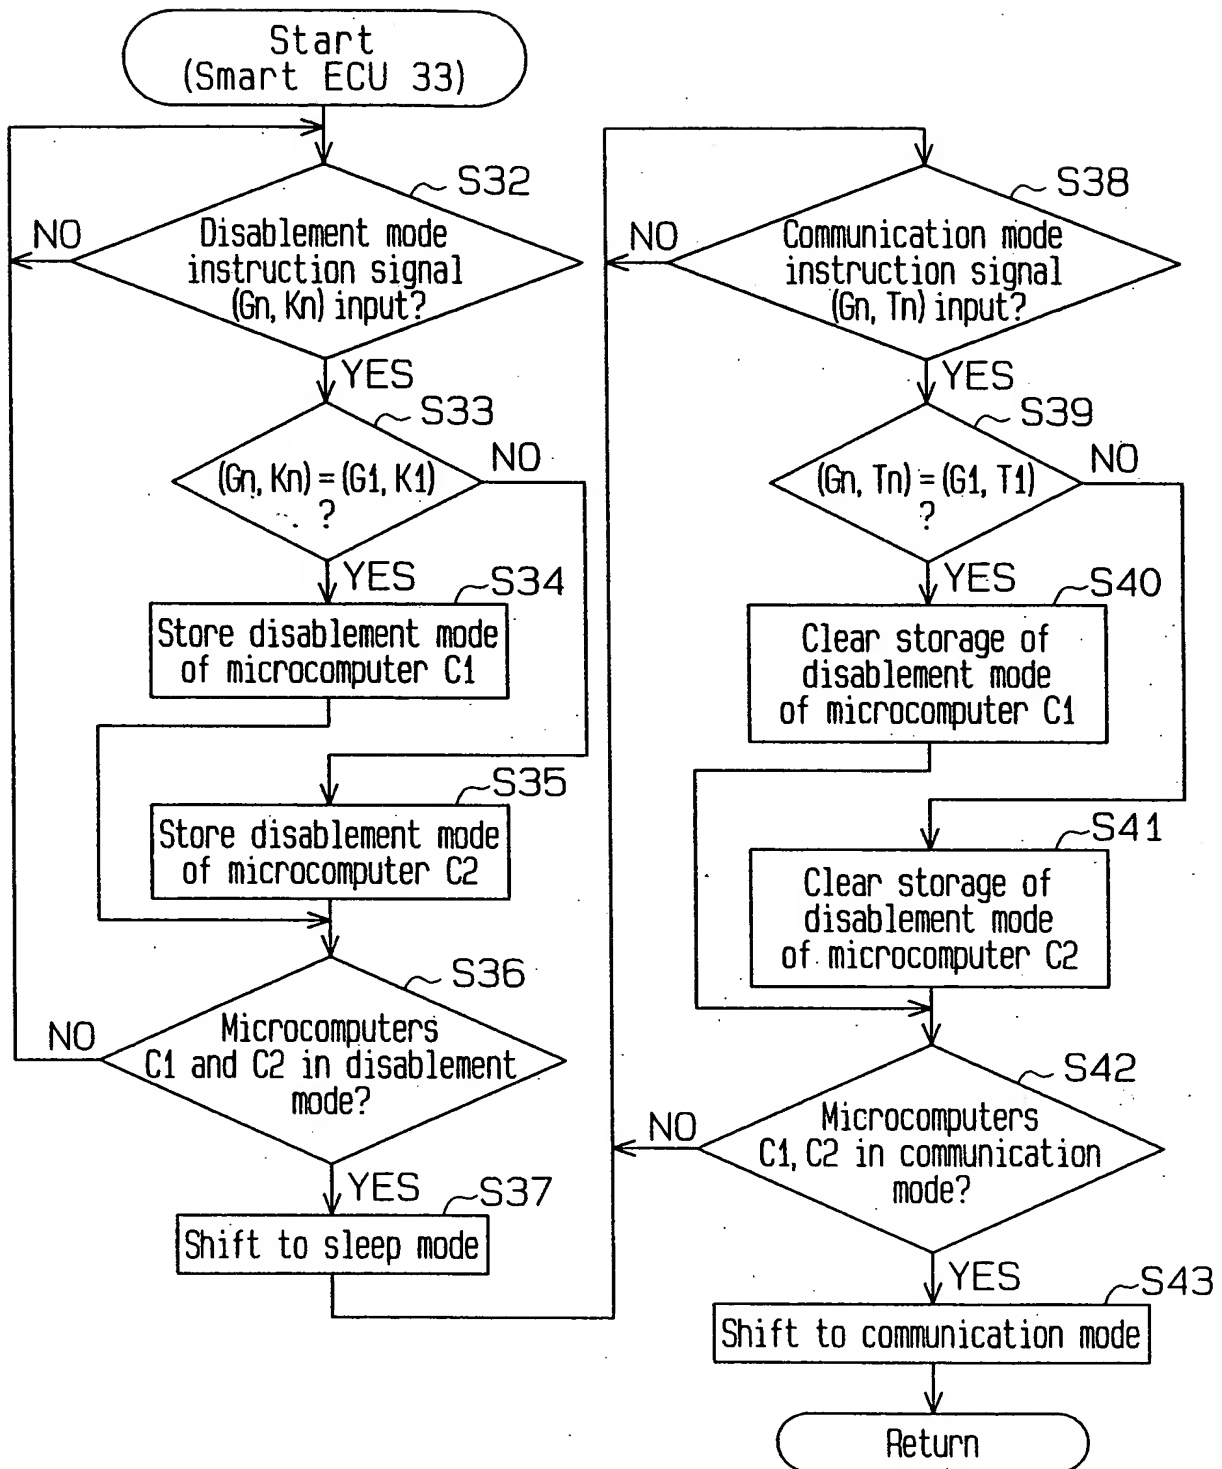 Start
(Smart ECU 33)
S32
NO
Disablement mode
instruction signal
(Gn, Kn) input?
YES
S33
(Gn, Kn) = (G1, K1)
?
NO
YES
S34
Store disablement mode
of microcomputer C1
S35
Store disablement mode
of microcomputer C2
S36
NO
Microcomputers
C1 and C2 in disablement
mode?
YES
S37
Shift to sleep mode
S38
NO
Communication mode
instruction signal
(Gn, Tn) input?
YES
S39
(Gn, Tn) = (G1, T1)
?
NO
YES
S40
Clear storage of
disablement mode
of microcomputer C1
S41
Clear storage of
disablement mode
of microcomputer C2
S42
NO
Microcomputers
C1, C2 in communication
mode?
YES
S43
Shift to communication mode
Return